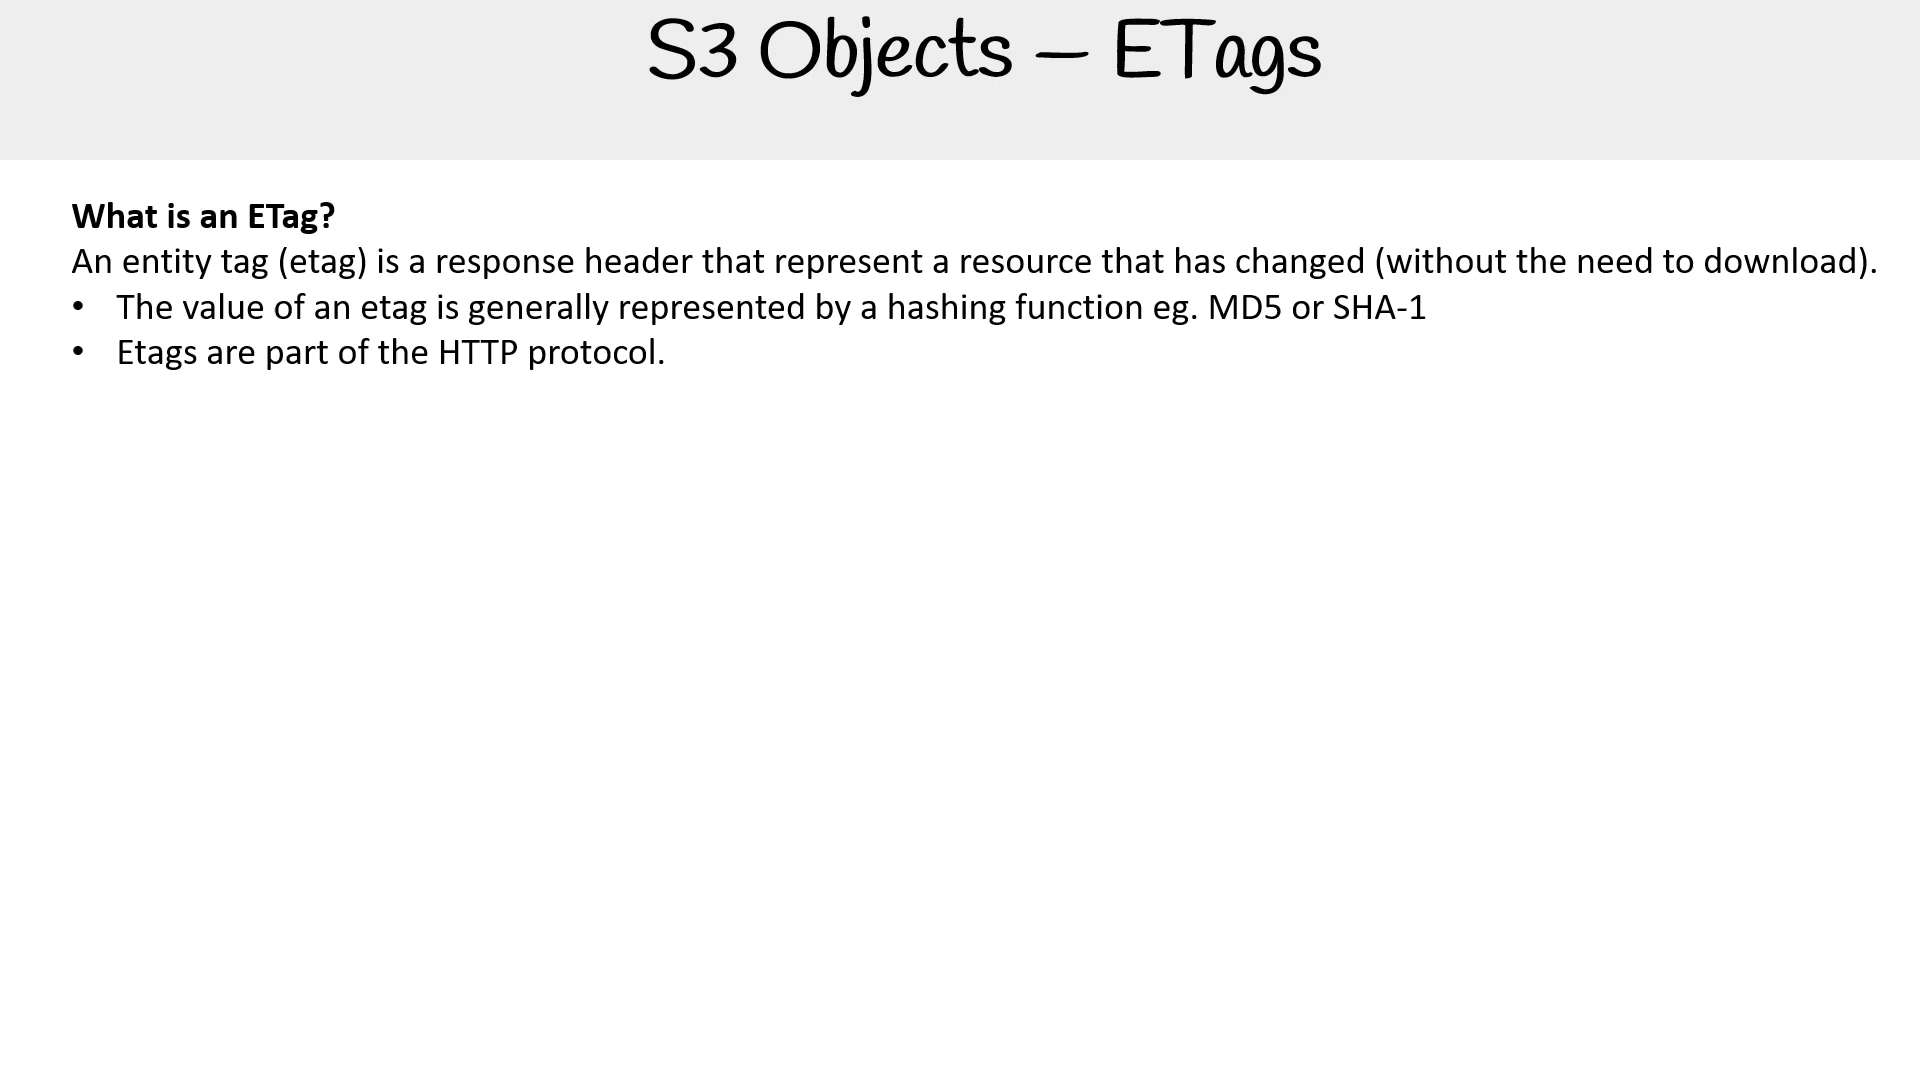 S3 Objects – ETags
What is an ETag?
An entity tag (etag) is a response header that represent a resource that has changed (without the need to download).
• The value of an etag is generally represented by a hashing function eg. MD5 or SHA-1
• Etags are part of the HTTP protocol.